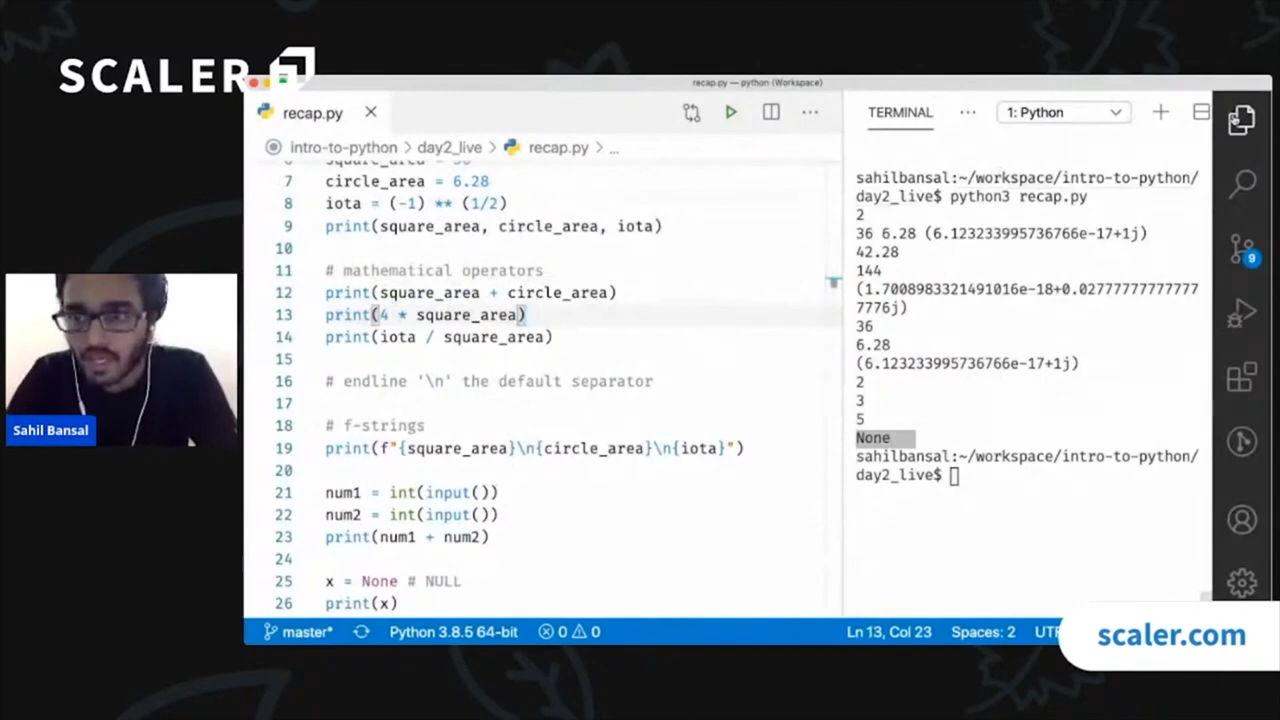 SCALER
recap.py — python (Workspace)
recap.py
TERMINAL
1: Python
intro-to-python > day2_live > recap.py > ...
square_area = 36
7 circle_area = 6.28
8 iota = (-1) ** (1/2)
9 print(square_area, circle_area, iota)
10
11 # mathematical operators
12 print(square_area + circle_area)
13 print(4 * square_area)
14 print(iota / square_area)
15
16 # endline '\n' the default separator
17
18 # f-strings
19 print(f"{square_area}\n{circle_area}\n{iota}")
20
21 num1 = int(input())
22 num2 = int(input())
23 print(num1 + num2)
24
25 x = None # NULL
26 print(x)
sahilbansal:~/workspace/intro-to-python/
day2_live$ python3 recap.py
2
36 6.28 (6.123233995736766e-17+1j)
42.28
144
(1.7008983321491016e-18+0.02777777777777
7776j)
36
6.28
(6.123233995736766e-17+1j)
2
3
5
None
sahilbansal:~/workspace/intro-to-python/
day2_live$
9
Sahil Bansal
master*
Python 3.8.5 64-bit
0
0
Ln 13, Col 23
Spaces: 2
UTF
scaler.com